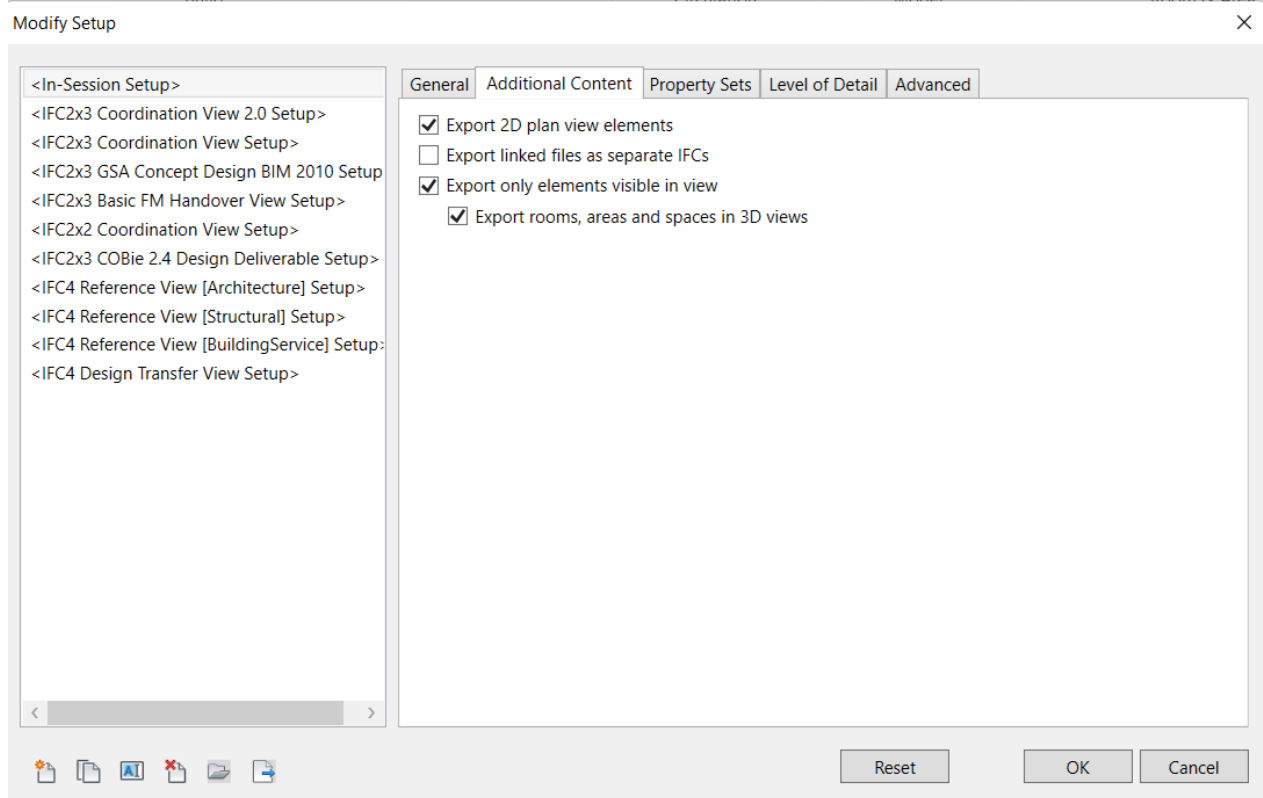 Modify Setup
<In-Session Setup>
<IFC2x3 Coordination View 2.0 Setup>
<IFC2x3 Coordination View Setup>
<IFC2x3 GSA Concept Design BIM 2010 Setup
<IFC2x3 Basic FM Handover View Setup>
<IFC2x2 Coordination View Setup>
<IFC2x3 COBie 2.4 Design Deliverable Setup>
<IFC4 Reference View [Architecture] Setup>
<IFC4 Reference View [Structural] Setup>
<IFC4 Reference View [BuildingService] Setup>
<IFC4 Design Transfer View Setup>
General Additional Content Property Sets Level of Detail Advanced
Export 2D plan view elements
Export linked files as separate IFCs
Export only elements visible in view
Export rooms, areas and spaces in 3D views
AI
Reset OK Cancel